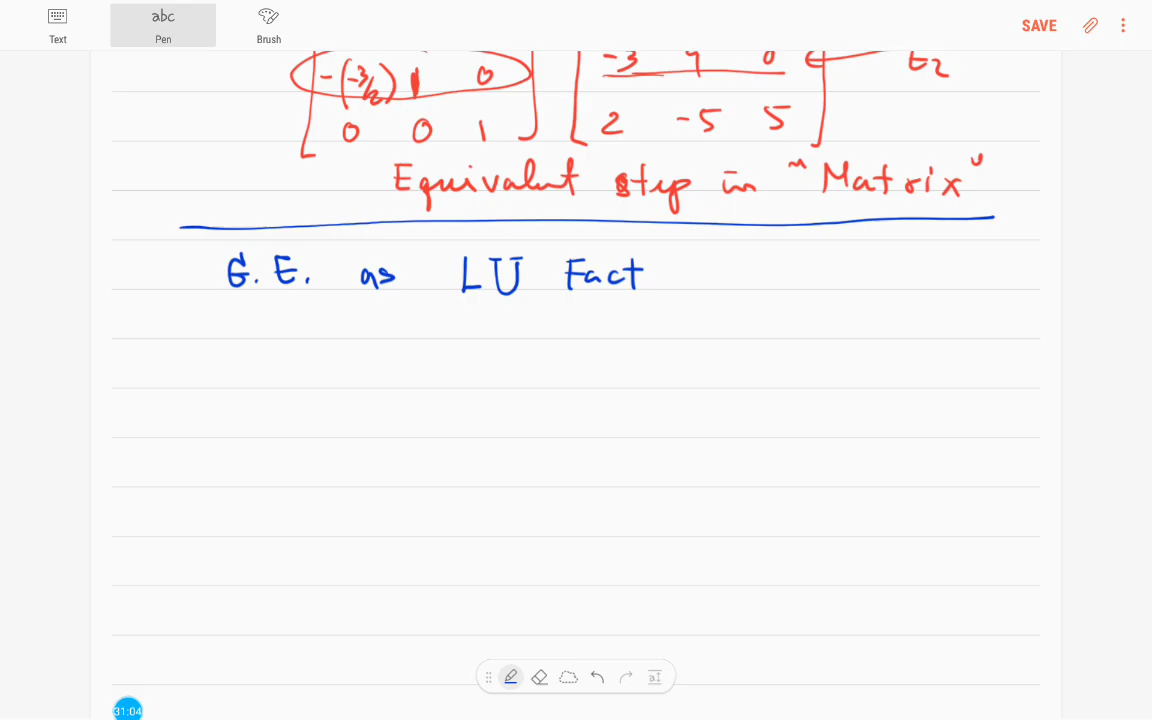 Text
abc
Pen
Brush
SAVE
-(-3/2) 1 0
0 0 1
-3 4 0
2 -5 5
E2
Equivalent step in "Matrix"
G.E. as LU Fact
31:04